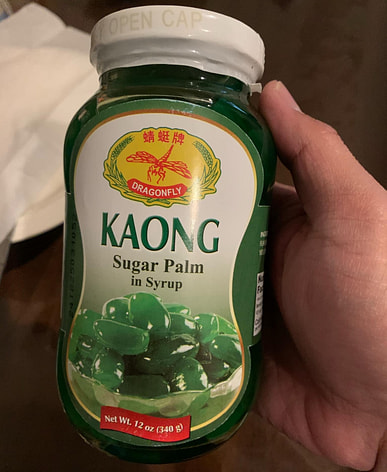 OPEN CAP
蜻蜓牌
DRAGONFLY
KAONG
Sugar Palm
in Syrup
Net Wt. 12 oz (340 g)